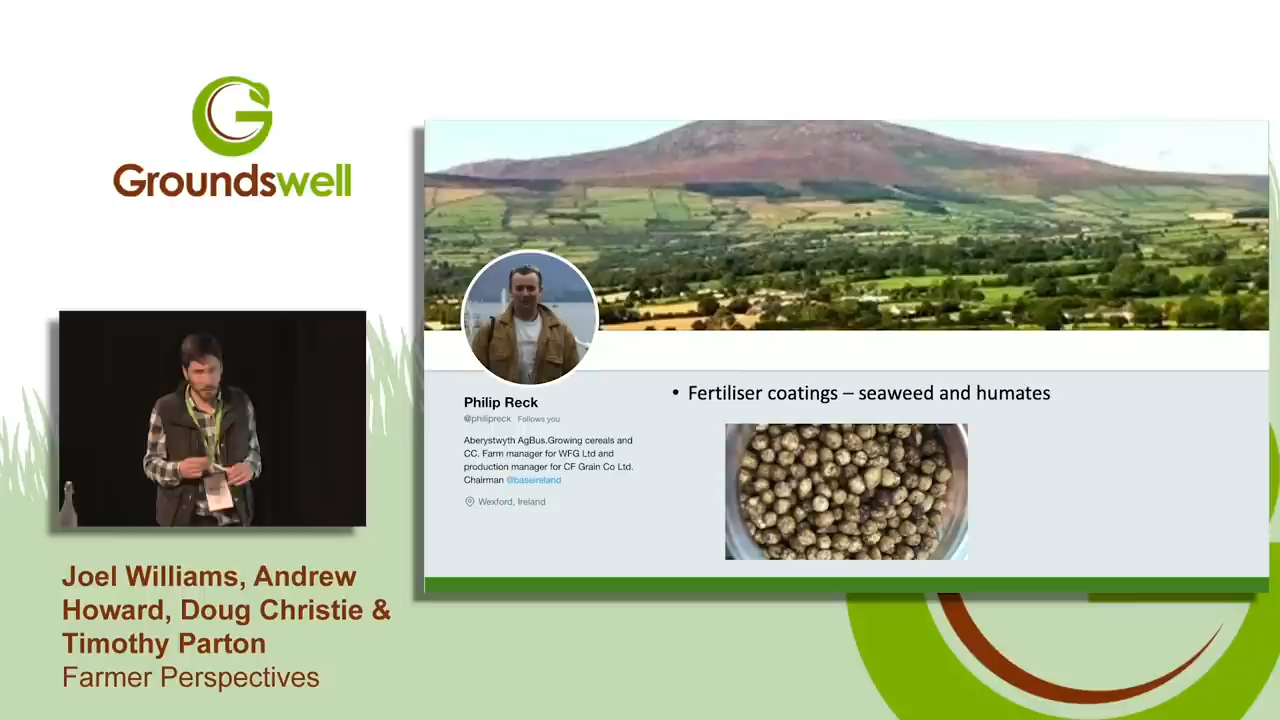 Groundswell
Joel Williams, Andrew
Howard, Doug Christie &
Timothy Parton
Farmer Perspectives
Philip Reck
@philipreck Follows you
Aberystwyth AgBus.Growing cereals and
CC. Farm manager for WFG Ltd and
production manager for CF Grain Co Ltd.
Chairman @baseireland
Wexford, Ireland
• Fertiliser coatings – seaweed and humates